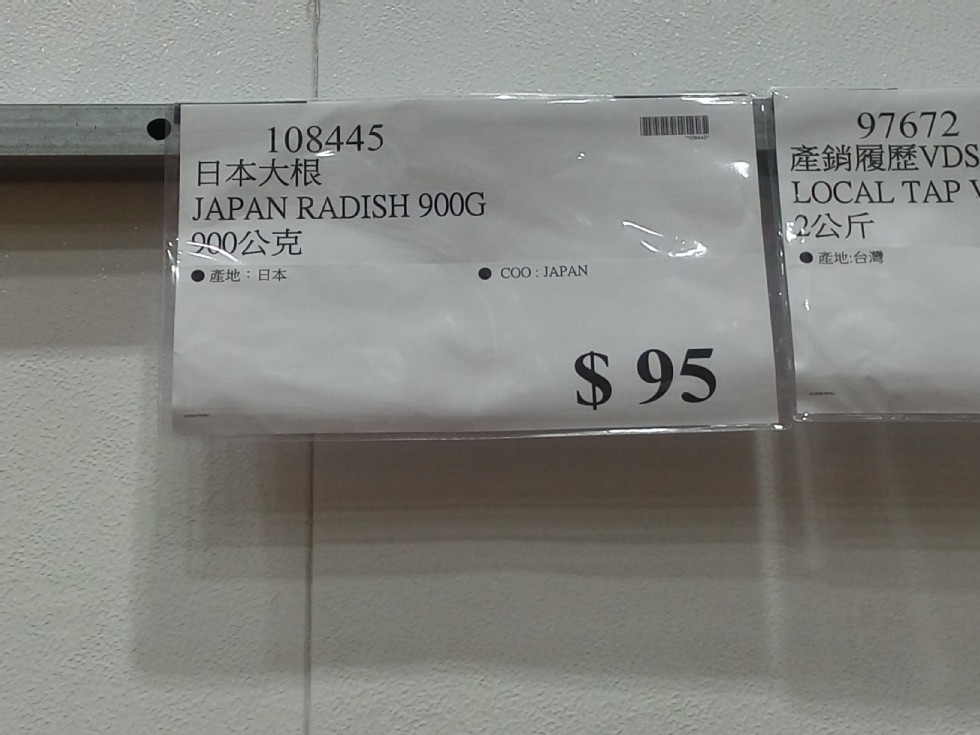 108445
日本大根
JAPAN RADISH 900G
900公克
● 產地：日本
● COO : JAPAN
$ 95
97672
產銷履歷VDS
LOCAL TAP
2公斤
● 產地:台灣